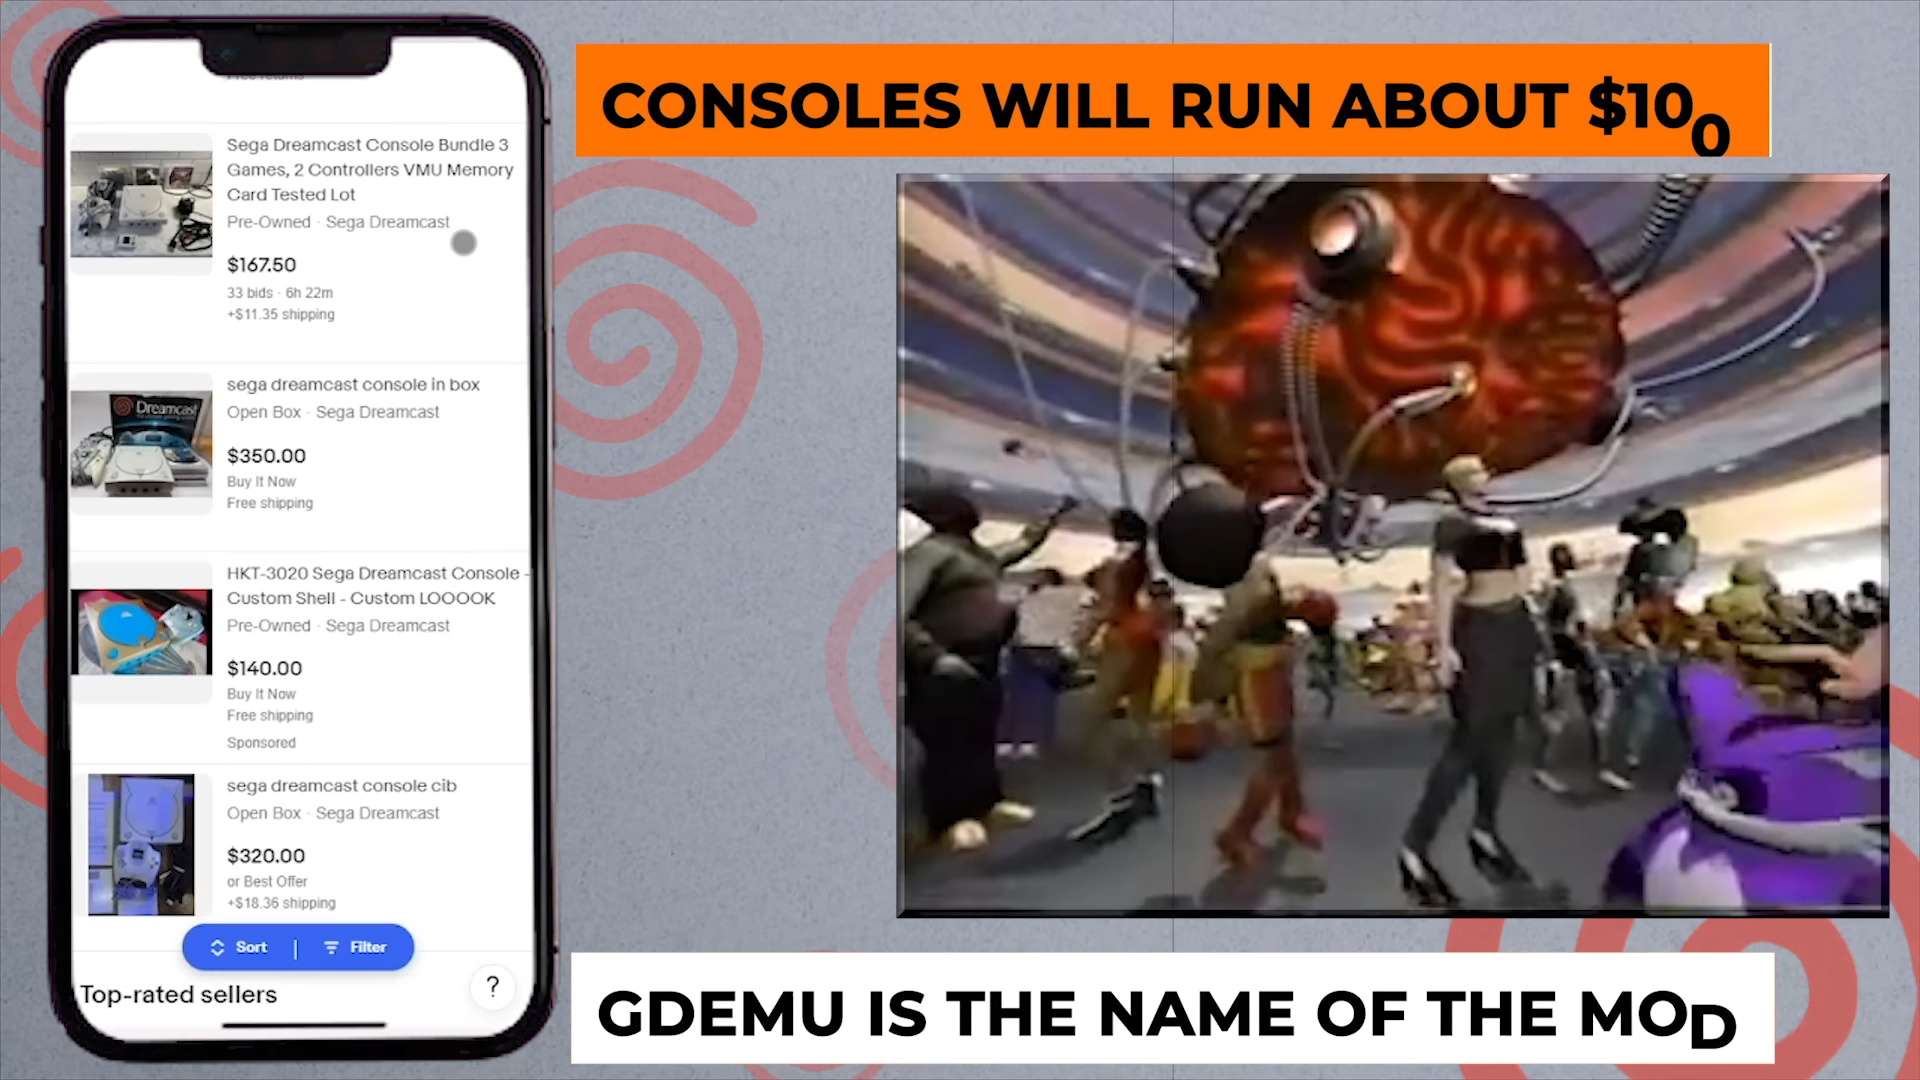 CONSOLES WILL RUN ABOUT $100
Free returns
Sega Dreamcast Console Bundle 3
Games, 2 Controllers VMU Memory
Card Tested Lot
Pre-Owned · Sega Dreamcast
$167.50
33 bids · 6h 22m
+$11.35 shipping
Dreamcast
sega dreamcast console in box
Open Box · Sega Dreamcast
$350.00
Buy It Now
Free shipping
HKT-3020 Sega Dreamcast Console -
Custom Shell - Custom LOOOOK
Pre-Owned · Sega Dreamcast
$140.00
Buy It Now
Free shipping
Sponsored
sega dreamcast console cib
Open Box · Sega Dreamcast
$320.00
or Best Offer
+$18.36 shipping
Sort | Filter
Top-rated sellers
?
GDEMU IS THE NAME OF THE MOD